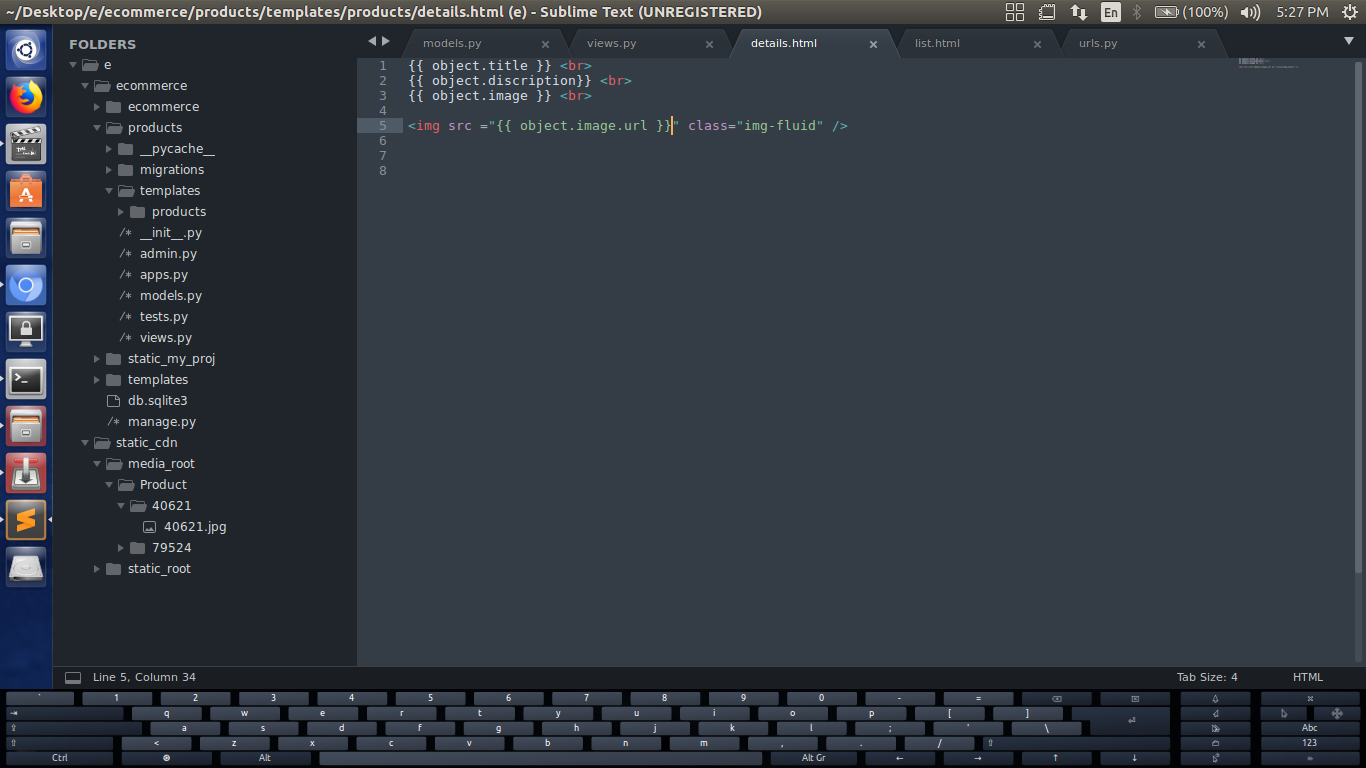 ~/Desktop/e/ecommerce/products/templates/products/details.html (e) - Sublime Text (UNREGISTERED)
En
(100%)
5:27 PM
FOLDERS
e
ecommerce
ecommerce
products
__pycache__
migrations
templates
products
/* __init__.py
/* admin.py
/* apps.py
/* models.py
/* tests.py
/* views.py
static_my_proj
templates
db.sqlite3
/* manage.py
static_cdn
media_root
Product
40621
40621.jpg
79524
static_root
models.py × views.py × details.html × list.html × urls.py ×
1 {{ object.title }} <br>
2 {{ object.discription}} <br>
3 {{ object.image }} <br>
4
5 <img src ="{{ object.image.url }}" class="img-fluid" />
6
7
8
Line 5, Column 34
Tab Size: 4
HTML
` 1 2 3 4 5 6 7 8 9 0 - =
q w e r t y u i o p [ ]
a s d f g h j k l ; ' \ Abc
< z x c v b n m , . / 123
Ctrl Alt Alt Gr ← → ↑ ↓